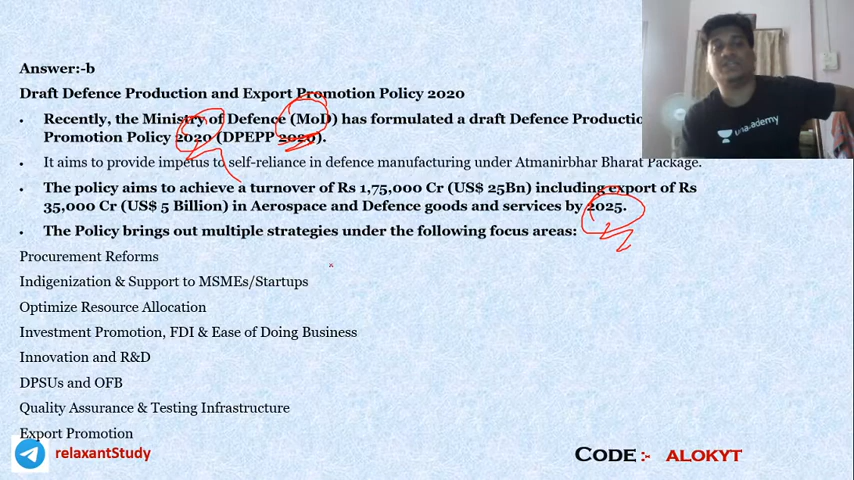 Answer:-b
Draft Defence Production and Export Promotion Policy 2020
• Recently, the Ministry of Defence (MoD) has formulated a draft Defence Productio
Promotion Policy 2020 (DPEPP 2020).
• It aims to provide impetus to self-reliance in defence manufacturing under Atmanirbhar Bharat Package.
• The policy aims to achieve a turnover of Rs 1,75,000 Cr (US$ 25Bn) including export of Rs
35,000 Cr (US$ 5 Billion) in Aerospace and Defence goods and services by 2025.
• The Policy brings out multiple strategies under the following focus areas:
Procurement Reforms
Indigenization & Support to MSMEs/Startups
Optimize Resource Allocation
Investment Promotion, FDI & Ease of Doing Business
Innovation and R&D
DPSUs and OFB
Quality Assurance & Testing Infrastructure
Export Promotion
relaxantStudy
CODE :- ALOKYT